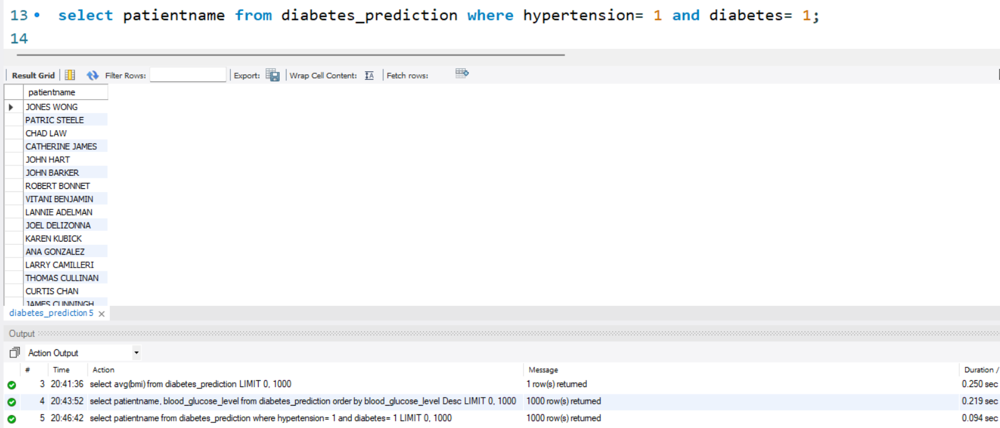 13 select patientname from diabetes_prediction where hypertension= 1 and diabetes= 1;
14
Result Grid Filter Rows: Export: Wrap Cell Content: IA Fetch rows:
patientname
JONES WONG
PATRIC STEELE
CHAD LAW
CATHERINE JAMES
JOHN HART
JOHN BARKER
ROBERT BONNET
VITANI BENJAMIN
LANNIE ADELMAN
JOEL DELIZONNA
KAREN KUBICK
ANA GONZALEZ
LARRY CAMILLERI
THOMAS CULLINAN
CURTIS CHAN
JAMES CUNNINGH
diabetes_prediction 5
Output
Action Output
# Time Action Message Duration /
3 20:41:36 select avg(bmi) from diabetes_prediction LIMIT 0, 1000 1 row(s) returned 0.250 sec
4 20:43:52 select patientname, blood_glucose_level from diabetes_prediction order by blood_glucose_level Desc LIMIT 0, 1000 1000 row(s) returned 0.219 sec
5 20:46:42 select patientname from diabetes_prediction where hypertension= 1 and diabetes= 1 LIMIT 0, 1000 1000 row(s) returned 0.094 sec